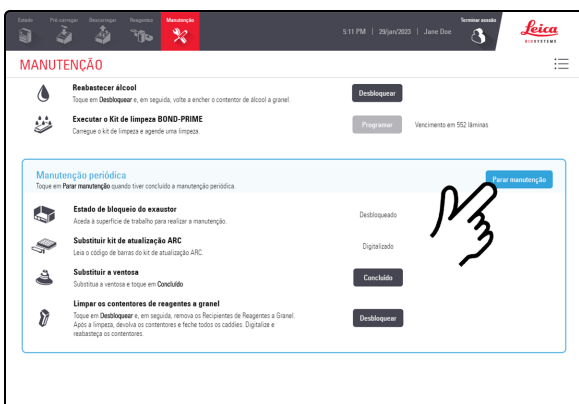 Estado Pré-carregar Descarregar Reagentes Manutenção
5:11 PM | 29/jan/2023 | Jane Doe
Terminar sessão
Leica
BIOSYSTEMS
MANUTENÇÃO
Reabastecer álcool
Toque em Desbloquear e, em seguida, volte a encher o contentor de álcool a granel.
Desbloquear
Executar o Kit de limpeza BOND-PRIME
Carregue o kit de limpeza e agende uma limpeza.
Programar
Vencimento em 552 lâminas
Manutenção periódica
Toque em Parar manutenção quando tiver concluído a manutenção periódica
Parar manutenção
Estado de bloqueio do exaustor
Aceda à superfície de trabalho para realizar a manutenção.
Desbloqueado
Substituir kit de atualização ARC
Leia o código de barras do kit de atualização ARC.
Digitalizado
Substituir a ventosa
Substitua a ventosa e toque em Concluído
Concluído
Limpar os contentores de reagentes a granel
Toque em Desbloquear e, em seguida, remova os Recipientes de Reagentes a Granel.
Após a limpeza, devolva os contentores e feche todos os caddies. Digitalize e
reabasteça os contentores.
Desbloquear